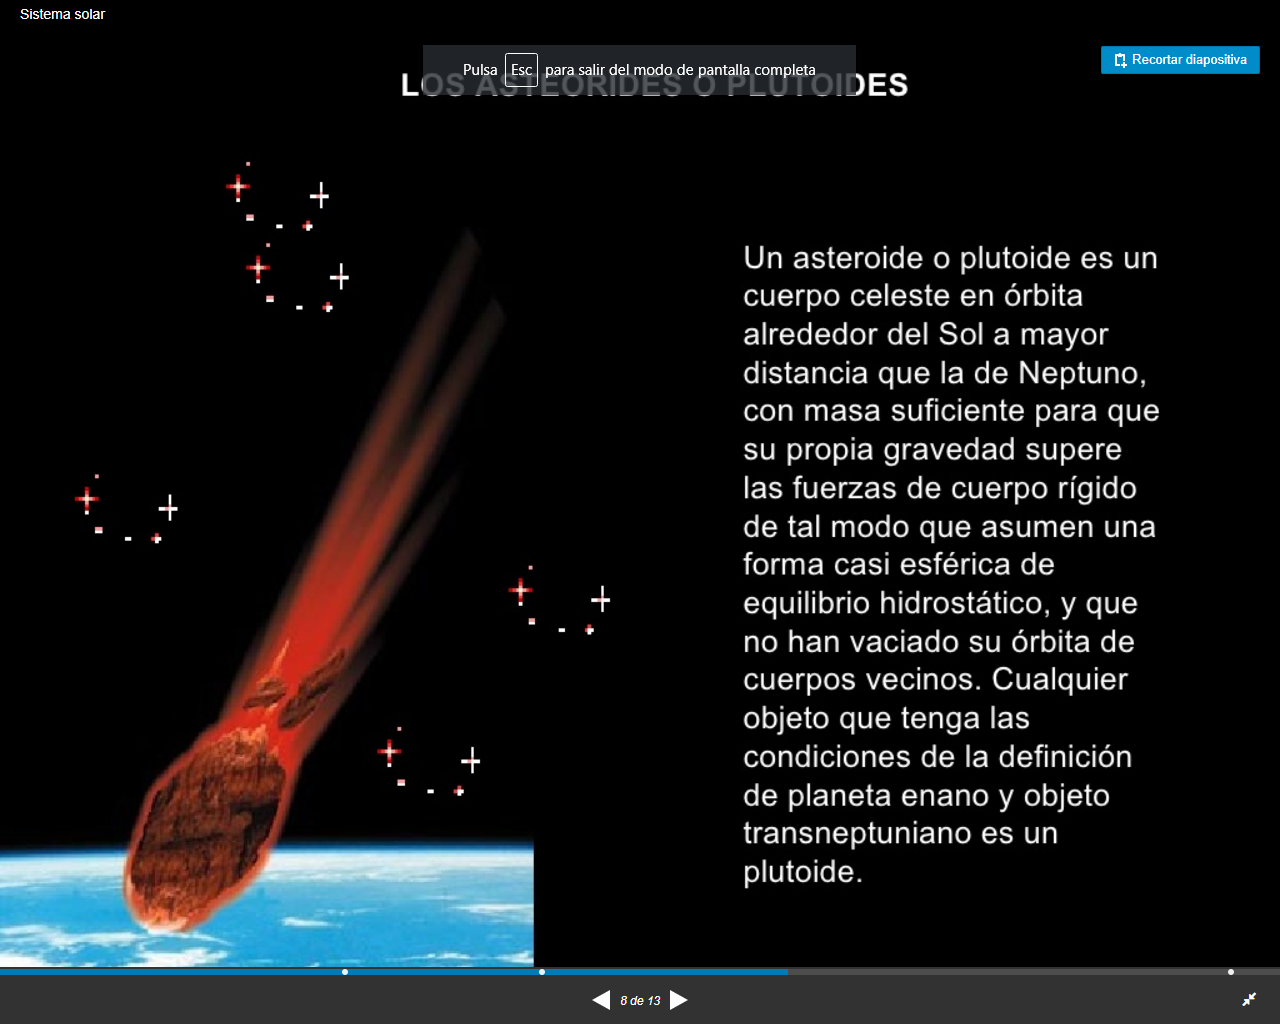 Sistema solar
Pulsa Esc para salir del modo de pantalla completa
Recortar diapositiva
LOS ASTEORIDES O PLUTOIDES
Un asteroide o plutoide es un
cuerpo celeste en órbita
alrededor del Sol a mayor
distancia que la de Neptuno,
con masa suficiente para que
su propia gravedad supere
las fuerzas de cuerpo rígido
de tal modo que asumen una
forma casi esférica de
equilibrio hidrostático, y que
no han vaciado su órbita de
cuerpos vecinos. Cualquier
objeto que tenga las
condiciones de la definición
de planeta enano y objeto
transneptuniano es un
plutoide.
8 de 13